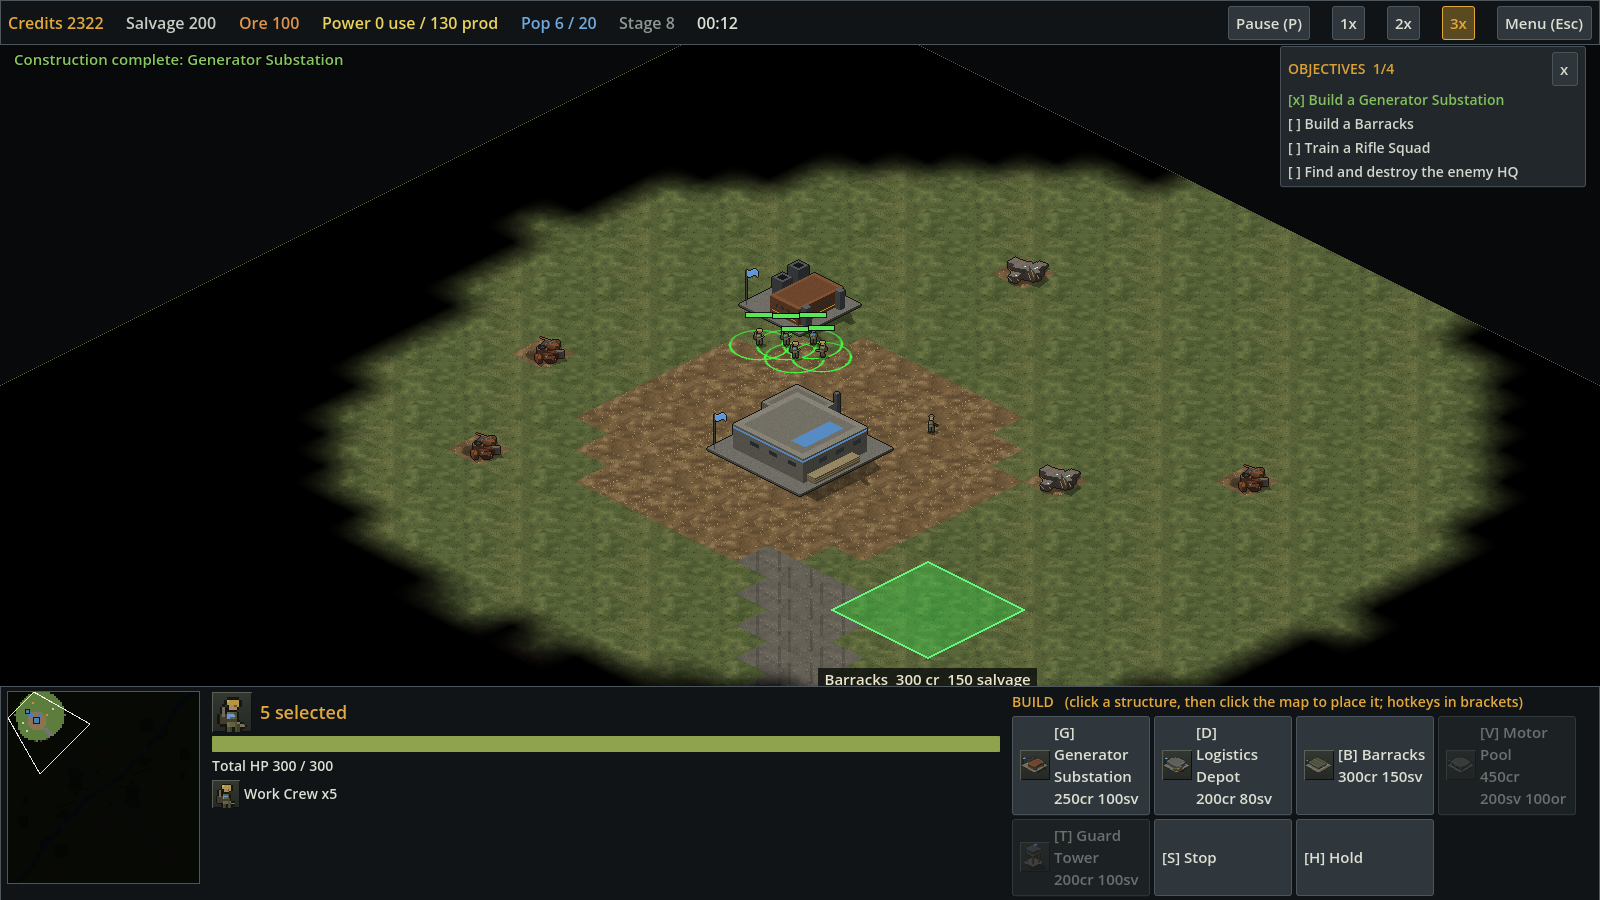 Credits 2322 Salvage 200 Ore 100 Power 0 use / 130 prod Pop 6 / 20 Stage 8 00:12 Pause (P) 1x 2x 3x Menu (Esc)
Construction complete: Generator Substation
OBJECTIVES 1/4 x
[x] Build a Generator Substation
[ ] Build a Barracks
[ ] Train a Rifle Squad
[ ] Find and destroy the enemy HQ
Barracks 300 cr 150 salvage
5 selected
Total HP 300 / 300
Work Crew x5
BUILD (click a structure, then click the map to place it; hotkeys in brackets)
[G]
Generator
Substation
250cr 100sv
[D]
Logistics
Depot
200cr 80sv
[B] Barracks
300cr 150sv
[V] Motor
Pool
450cr
200sv 100or
[T] Guard
Tower
200cr 100sv
[S] Stop
[H] Hold